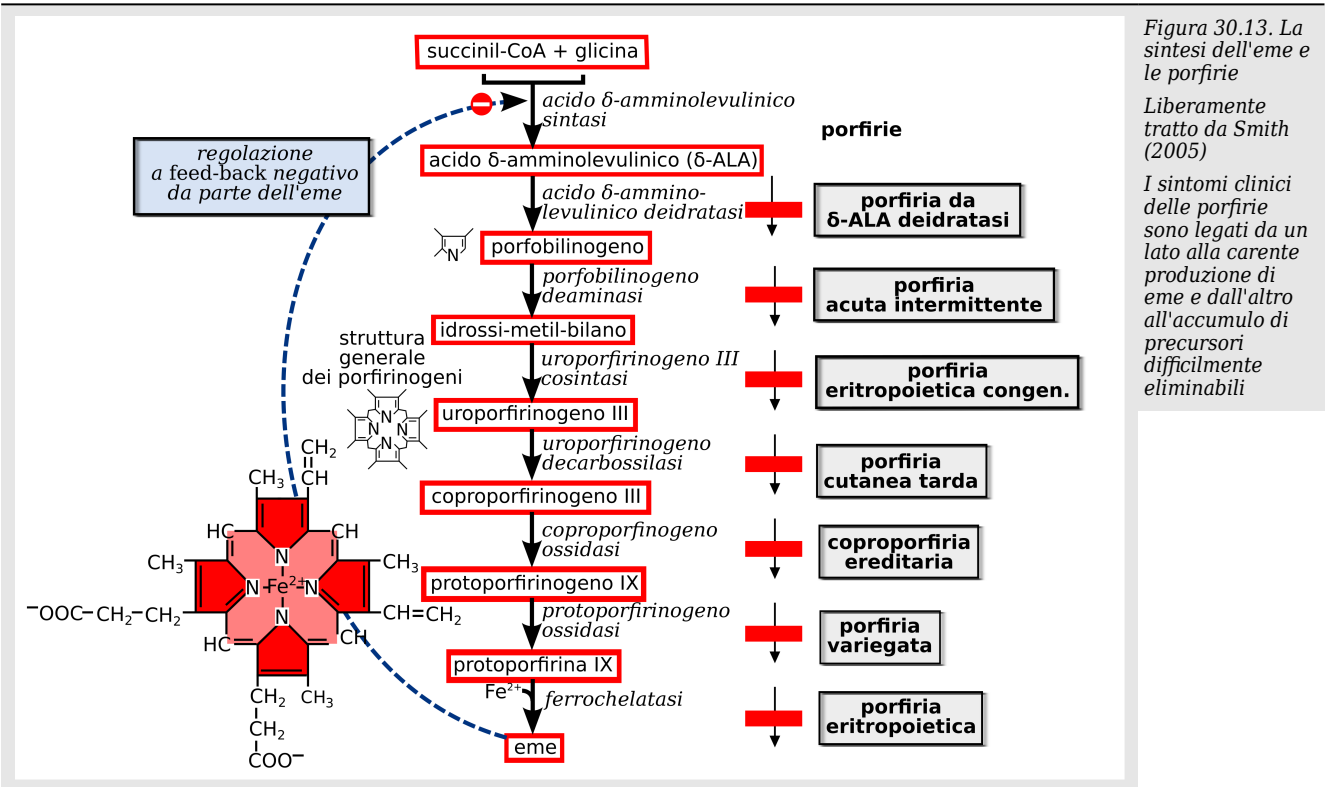 succinil-CoA + glicina
acido δ-amminolevulinico
sintasi
porfirie
regolazione
a feed-back negativo
da parte dell'eme
acido δ-amminolevulinico (δ-ALA)
acido δ-ammino-
levulinico deidratasi
porfiria da
δ-ALA deidratasi
N
porfobilinogeno
porfobilinogeno
deaminasi
porfiria
acuta intermittente
idrossi-metil-bilano
struttura
generale
dei porfirinogeni
uroporfirinogeno III
cosintasi
porfiria
eritropoietica congen.
uroporfirinogeno III
N
N N
N
uroporfirinogeno
decarbossilasi
porfiria
cutanea tarda
coproporfirinogeno III
coproporfinogeno
ossidasi
coproporfiria
ereditaria
protoporfirinogeno IX
protoporfirinogeno
ossidasi
porfiria
variegata
protoporfirina IX
Fe²⁺
ferrochelatasi
porfiria
eritropoietica
eme
CH₂
CH₃ CH
HC CH
CH₃ N CH₃
N Fe²⁺ N
⁻OOC–CH₂–CH₂ N CH=CH₂
HC CH
CH₂ CH₃
CH₂
COO⁻
Figura 30.13. La
sintesi dell'eme e
le porfirie
Liberamente
tratto da Smith
(2005)
I sintomi clinici
delle porfirie
sono legati da un
lato alla carente
produzione di
eme e dall'altro
all'accumulo di
precursori
difficilmente
eliminabili